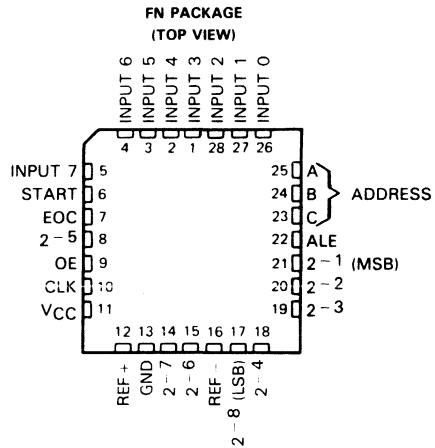 FN PACKAGE
(TOP VIEW)
INPUT 6
INPUT 5
INPUT 4
INPUT 3
INPUT 2
INPUT 1
INPUT 0
4 3 2 1 28 27 26
INPUT 7 5
START 6
EOC 7
2-5 8
OE 9
CLK 10
VCC 11
25 A
24 B
23 C
ADDRESS
22 ALE
21 2-1 (MSB)
20 2-2
19 2-3
12 13 14 15 16 17 18
REF+
GND
2-7
2-6
REF-
2-8 (LSB)
2-4